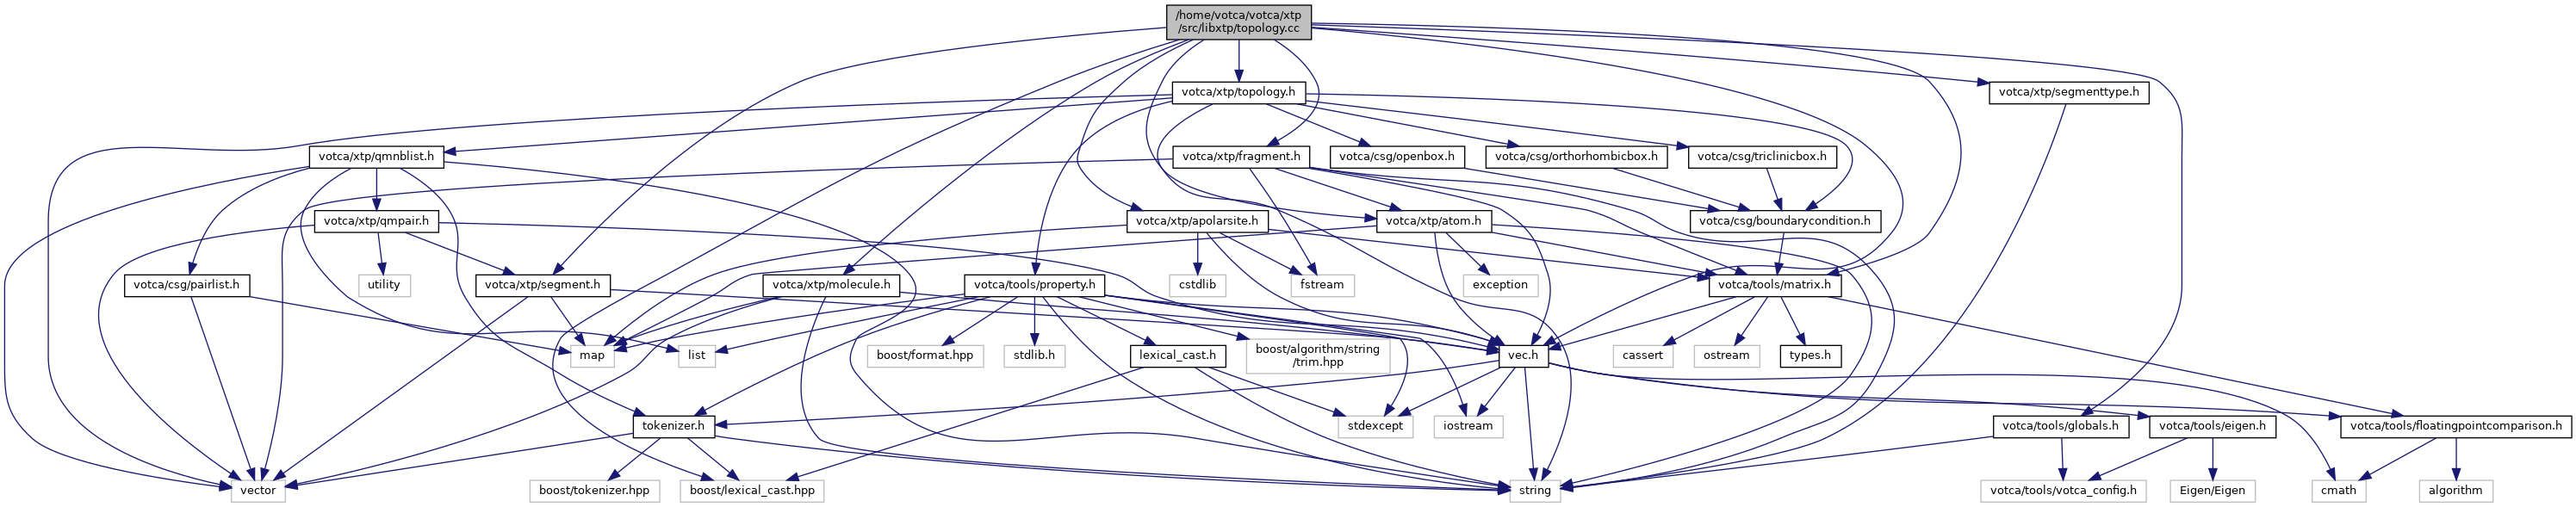 /home/votca/votca/xtp
/src/libxtp/topology.cc
votca/xtp/topology.h
votca/xtp/segmenttype.h
votca/xtp/qmnblist.h
votca/xtp/fragment.h
votca/csg/openbox.h
votca/csg/orthorhombicbox.h
votca/csg/triclinicbox.h
votca/xtp/qmpair.h
votca/xtp/apolarsite.h
votca/xtp/atom.h
votca/csg/boundarycondition.h
votca/csg/pairlist.h
utility
votca/xtp/segment.h
votca/xtp/molecule.h
votca/tools/property.h
cstdlib
fstream
exception
votca/tools/matrix.h
map
list
boost/format.hpp
stdlib.h
lexical_cast.h
boost/algorithm/string
/trim.hpp
vec.h
cassert
ostream
types.h
tokenizer.h
stdexcept
iostream
votca/tools/globals.h
votca/tools/eigen.h
votca/tools/floatingpointcomparison.h
vector
boost/tokenizer.hpp
boost/lexical_cast.hpp
string
votca/tools/votca_config.h
Eigen/Eigen
cmath
algorithm